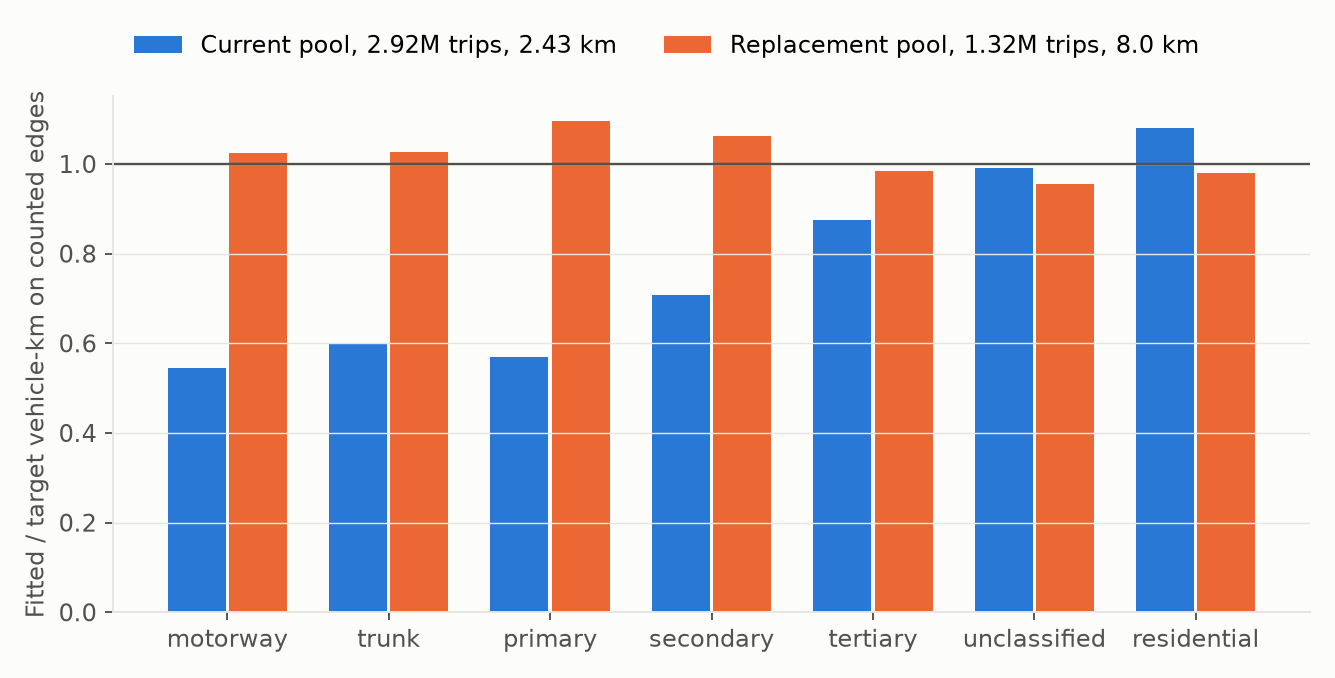 Current pool, 2.92M trips, 2.43 km
Replacement pool, 1.32M trips, 8.0 km
Fitted / target vehicle-km on counted edges
1.0
0.8
0.6
0.4
0.2
0.0
motorway
trunk
primary
secondary
tertiary
unclassified
residential